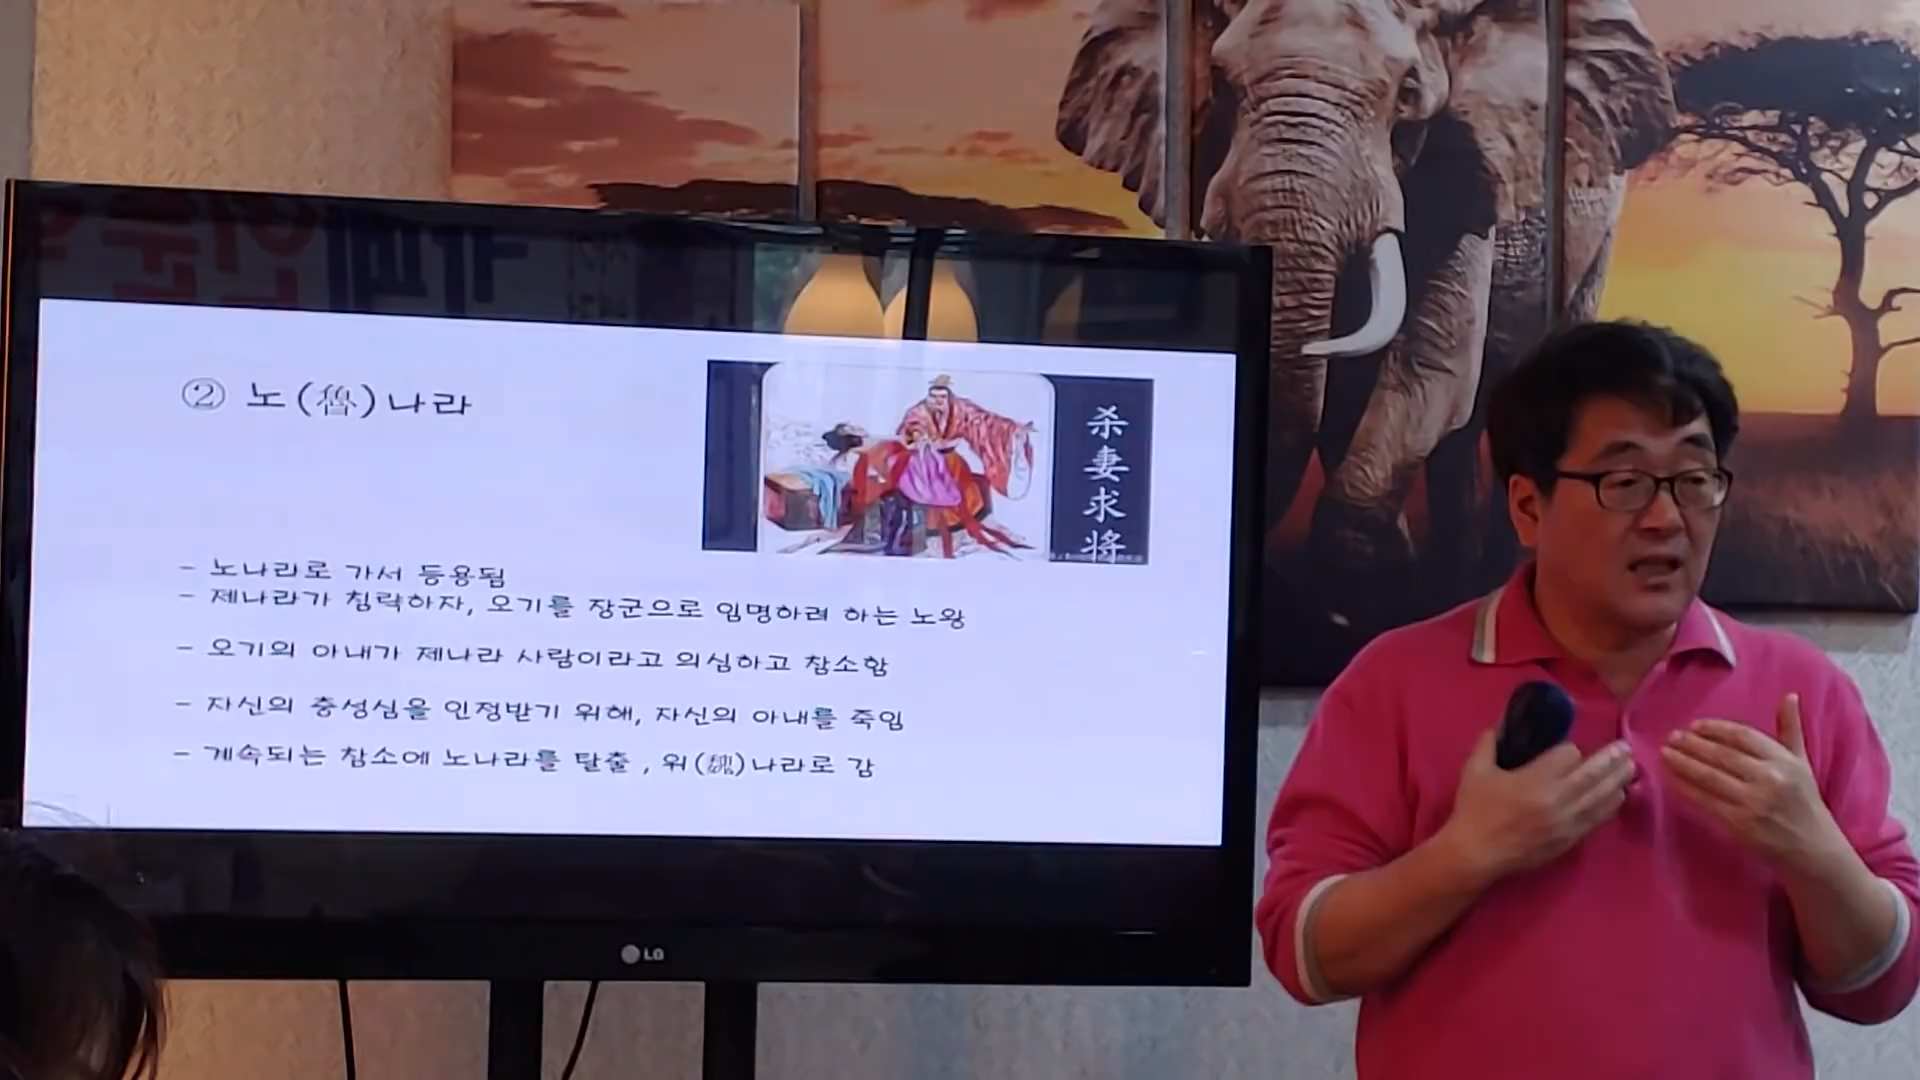 ② 노(魯)나라
杀妻求将
- 노나라로 가서 등용됨
- 제나라가 침략하자, 오기를 장군으로 임명하려 하는 노왕
- 오기의 아내가 제나라 사람이라고 의심하고 참소함
- 자신의 충성심을 인정받기 위해, 자신의 아내를 죽임
- 계속되는 참소에 노나라를 탈출, 위(魏)나라로 감
LG